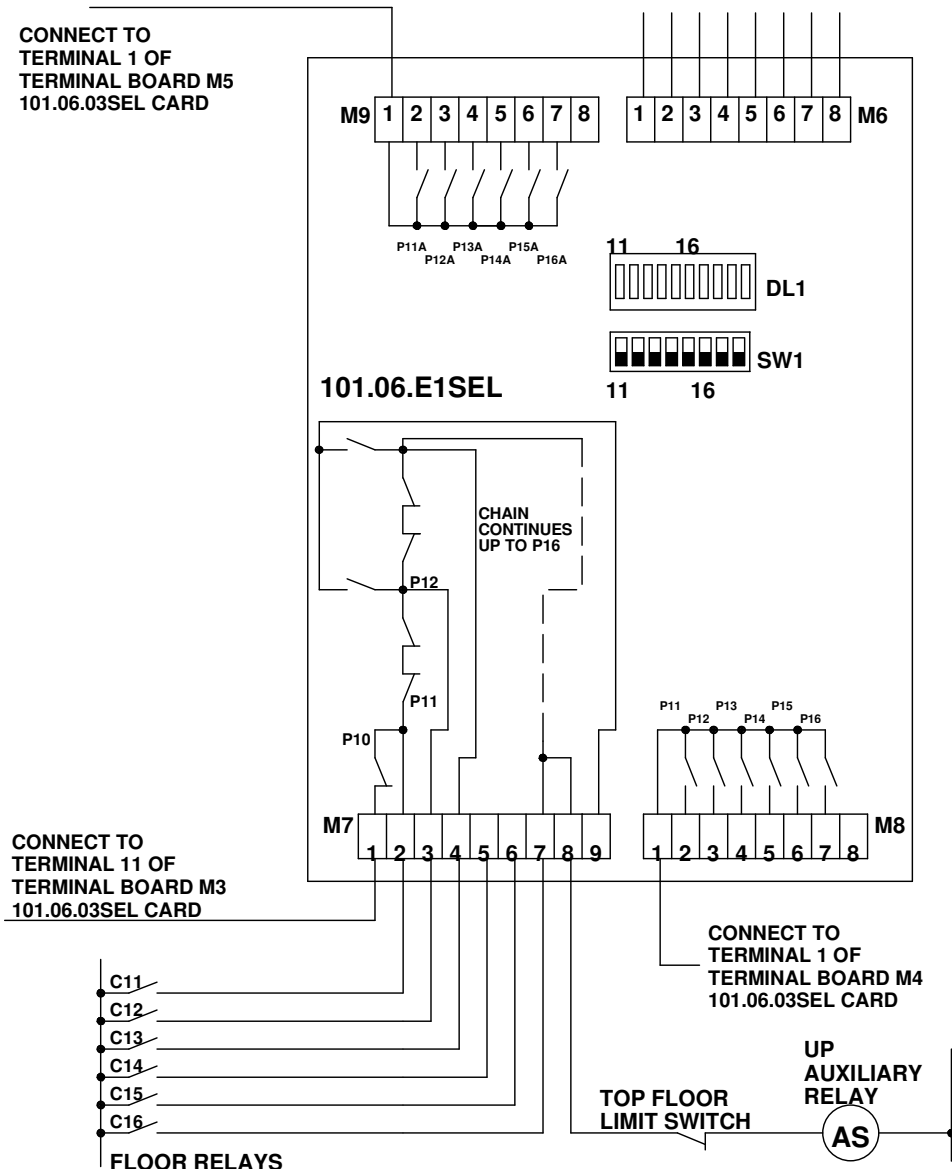 CONNECT TO
TERMINAL 1 OF
TERMINAL BOARD M5
101.06.03SEL CARD
M9 1 2 3 4 5 6 7 8
1 2 3 4 5 6 7 8 M6
P11A P13A P15A
P12A P14A P16A
11 16
DL1
SW1
11 16
101.06.E1SEL
CHAIN
CONTINUES
UP TO P16
P12
P11
P10
P11 P13 P15
P12 P14 P16
M7 1 2 3 4 5 6 7 8 9
1 2 3 4 5 6 7 8 M8
CONNECT TO
TERMINAL 11 OF
TERMINAL BOARD M3
101.06.03SEL CARD
CONNECT TO
TERMINAL 1 OF
TERMINAL BOARD M4
101.06.03SEL CARD
C11
C12
C13
C14
C15
C16
FLOOR RELAYS
TOP FLOOR
LIMIT SWITCH
UP
AUXILIARY
RELAY
AS